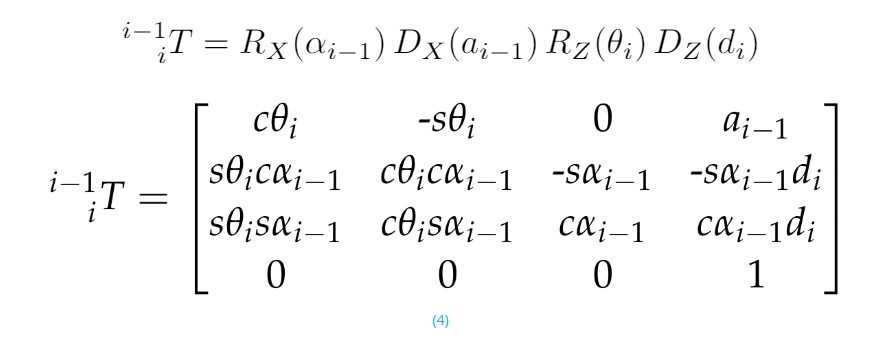 i−1iT = R_X(α_{i−1}) D_X(a_{i−1}) R_Z(θ_i) D_Z(d_i)
cθ_i -sθ_i 0 a_{i−1}
sθ_icα_{i−1} cθ_icα_{i−1} -sα_{i−1} -sα_{i−1}d_i
i−1iT =
sθ_isα_{i−1} cθ_isα_{i−1} cα_{i−1} cα_{i−1}d_i
0 0 0 1
(4)